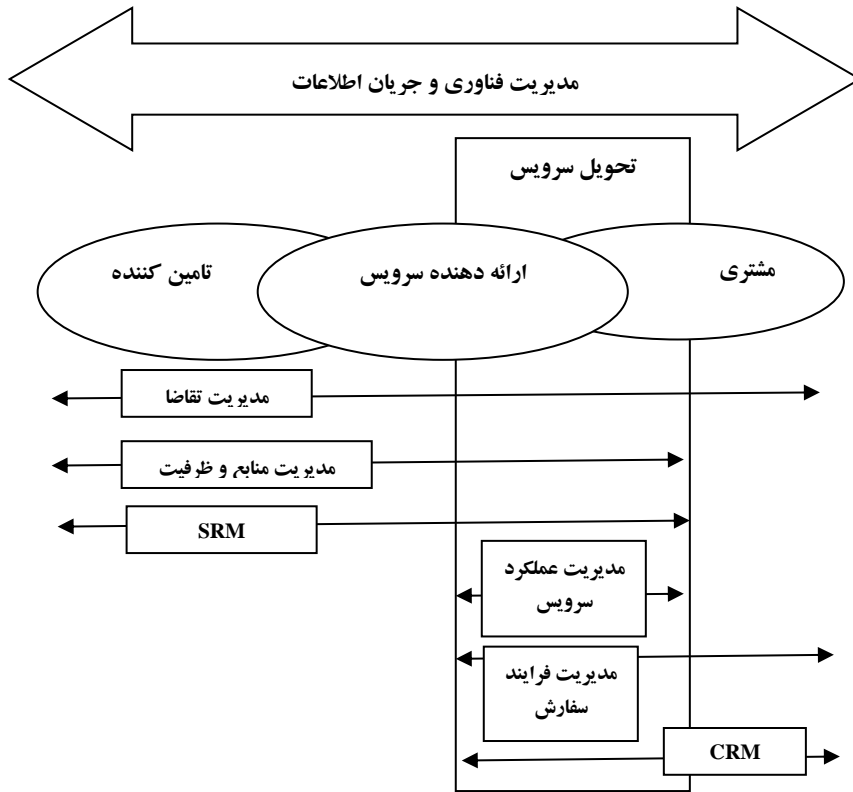 مدیریت فناوری و جریان اطلاعات
تحویل سرویس
مشتری
ارائه دهنده سرویس
تامین کننده
مدیریت تقاضا
مدیریت منابع و ظرفیت
SRM
مدیریت عملکرد
سرویس
مدیریت فرایند
سفارش
CRM